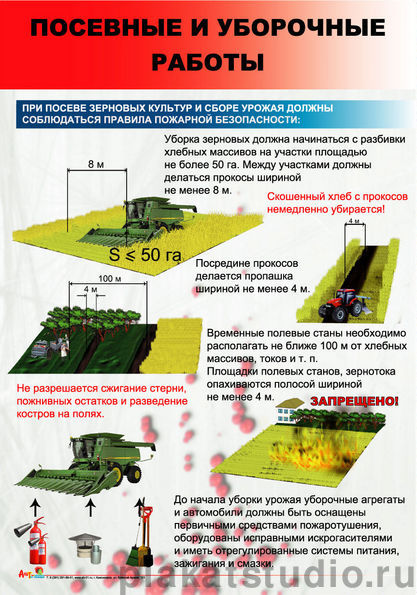 ПОСЕВНЫЕ И УБОРОЧНЫЕ
РАБОТЫ
ПРИ ПОСЕВЕ ЗЕРНОВЫХ КУЛЬТУР И СБОРЕ УРОЖАЯ ДОЛЖНЫ
СОБЛЮДАТЬСЯ ПРАВИЛА ПОЖАРНОЙ БЕЗОПАСНОСТИ:
Уборка зерновых должна начинаться с разбивки
хлебных массивов на участки площадью
не более 50 га. Между участками должны
делаться прокосы шириной
не менее 8 м.
8 м
Скошенный хлеб с прокосов
немедленно убирается!
4 м
S ⩽ 50 га
Посредине прокосов
делается пропашка
шириной не менее 4 м.
100 м
4 м
Временные полевые станы необходимо
располагать не ближе 100 м от хлебных
массивов, токов и т. п.
Площадки полевых станов, зернотока
опахиваются полосой шириной
не менее 4 м.
Не разрешается сжигание стерни,
пожнивных остатков и разведение
костров на полях.
ЗАПРЕЩЕНО!
До начала уборки урожая уборочные агрегаты
и автомобили должны быть оснащены
первичными средствами пожаротушения,
оборудованы исправными искрогасителями
и иметь отрегулированные системы питания,
зажигания и смазки.
plakatstudio.ru